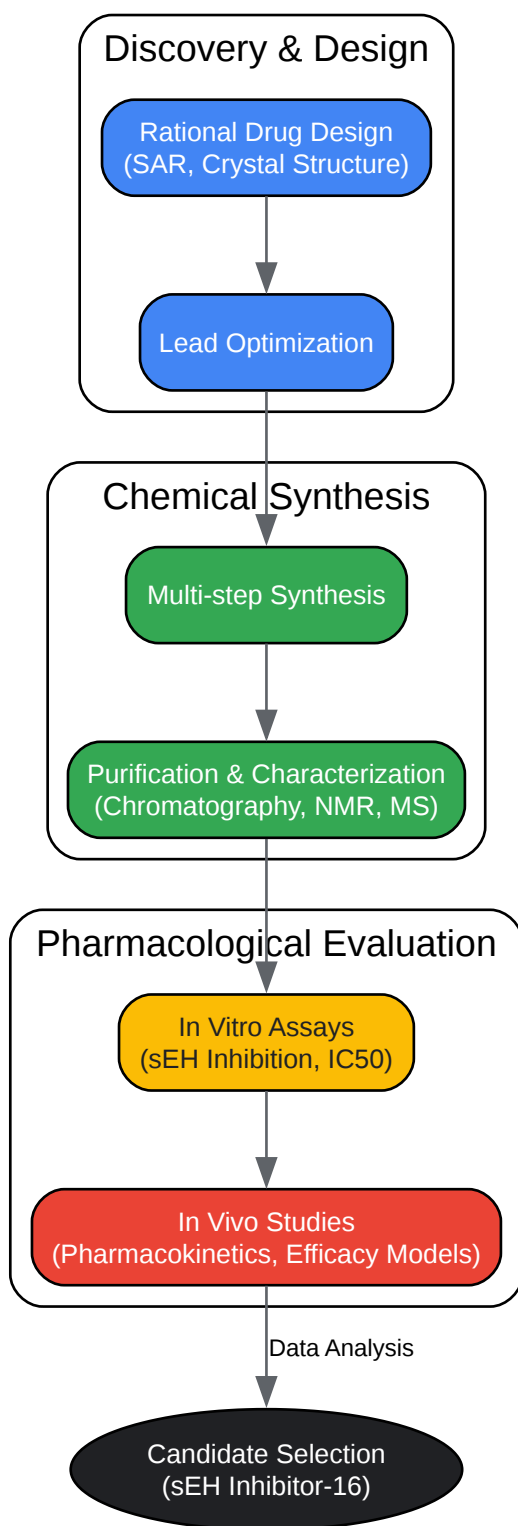 Discovery & Design
Rational Drug Design
(SAR, Crystal Structure)
Lead Optimization
Chemical Synthesis
Multi-step Synthesis
Purification & Characterization
(Chromatography, NMR, MS)
Pharmacological Evaluation
In Vitro Assays
(sEH Inhibition, IC50)
In Vivo Studies
(Pharmacokinetics, Efficacy Models)
Data Analysis
Candidate Selection
(sEH Inhibitor-16)